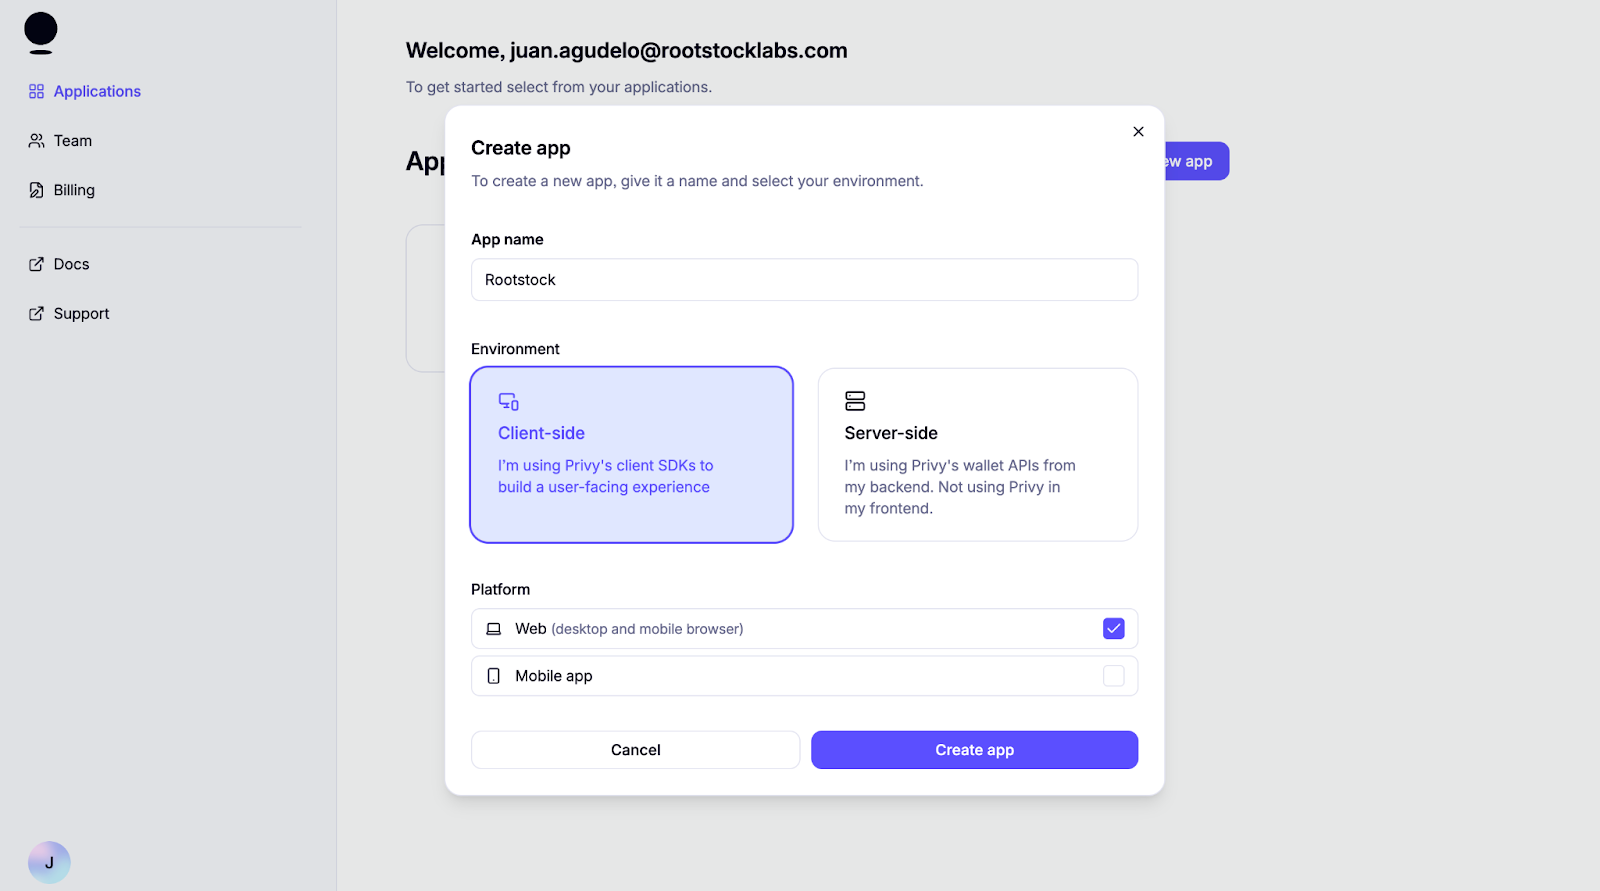 Applications
Team
Billing
Docs
Support
J
Welcome, juan.agudelo@rootstocklabs.com
To get started select from your applications.
App
ew app
Create app
To create a new app, give it a name and select your environment.
App name
Rootstock
Environment
Client-side
I'm using Privy's client SDKs to
build a user-facing experience
Server-side
I'm using Privy's wallet APIs from
my backend. Not using Privy in
my frontend.
Platform
Web (desktop and mobile browser)
Mobile app
Cancel
Create app